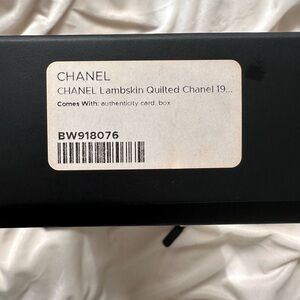 CHANEL
CHANEL Lambskin Quilted Chanel 19...
Comes With: authenticity card, box
BW918076